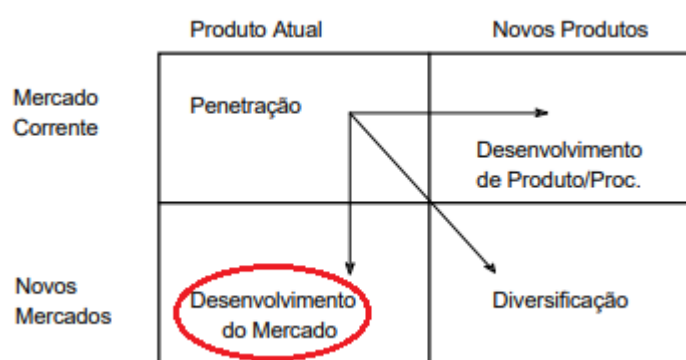 Produto Atual
Novos Produtos
Mercado
Corrente
Penetração
Desenvolvimento
de Produto/Proc.
Novos
Mercados
Desenvolvimento
do Mercado
Diversificação